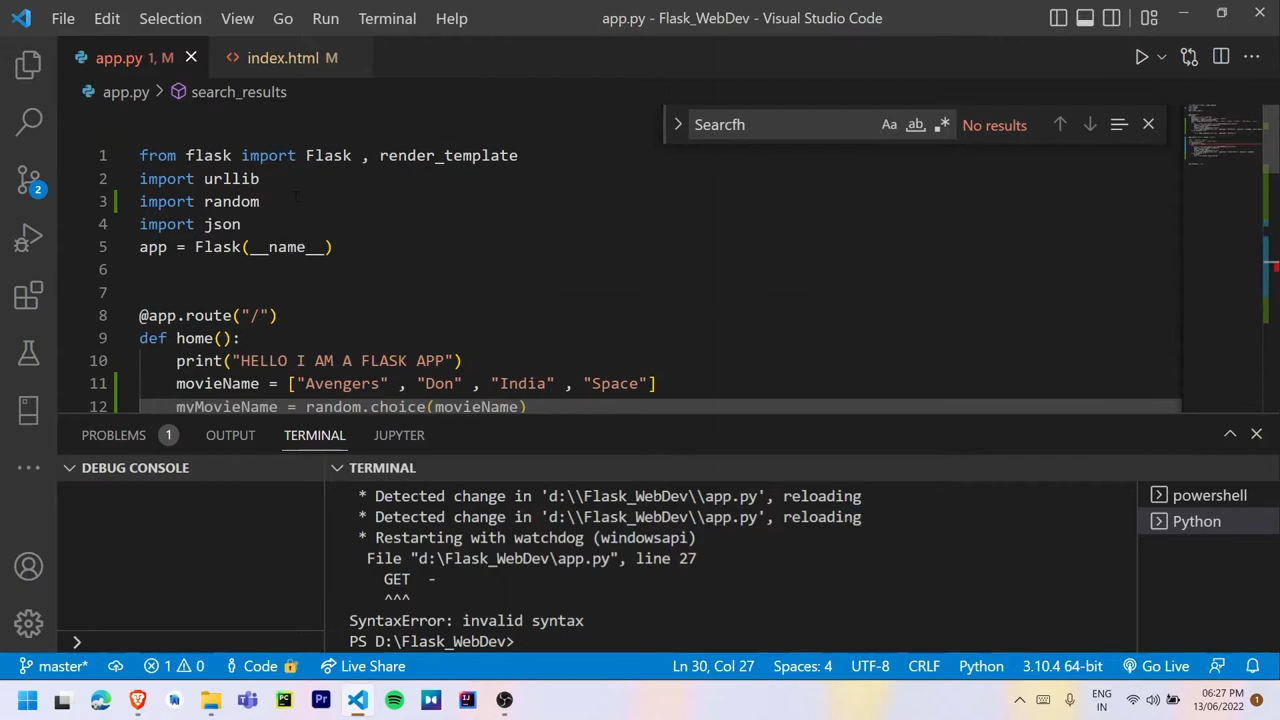 File Edit Selection View Go Run Terminal Help app.py - Flask_WebDev - Visual Studio Code
app.py 1, M index.html M
app.py > search_results
Searcfh Aa ab .* No results
1 from flask import Flask , render_template
2 import urllib
3 import random
4 import json
5 app = Flask(__name__)
6
7
8 @app.route("/")
9 def home():
10 print("HELLO I AM A FLASK APP")
11 movieName = ["Avengers" , "Don" , "India" , "Space"]
12 myMovieName = random.choice(movieName)
PROBLEMS 1 OUTPUT TERMINAL JUPYTER
DEBUG CONSOLE
TERMINAL
* Detected change in 'd:\\Flask_WebDev\\app.py', reloading
* Detected change in 'd:\\Flask_WebDev\\app.py', reloading
* Restarting with watchdog (windowsapi)
File "d:\Flask_WebDev\app.py", line 27
GET -
^^^
SyntaxError: invalid syntax
PS D:\Flask_WebDev>
powershell
Python
2
master* 1 0 Code Live Share Ln 30, Col 27 Spaces: 4 UTF-8 CRLF Python 3.10.4 64-bit Go Live
PC Pr IJ
ENG
IN
06:27 PM
13/06/2022
1